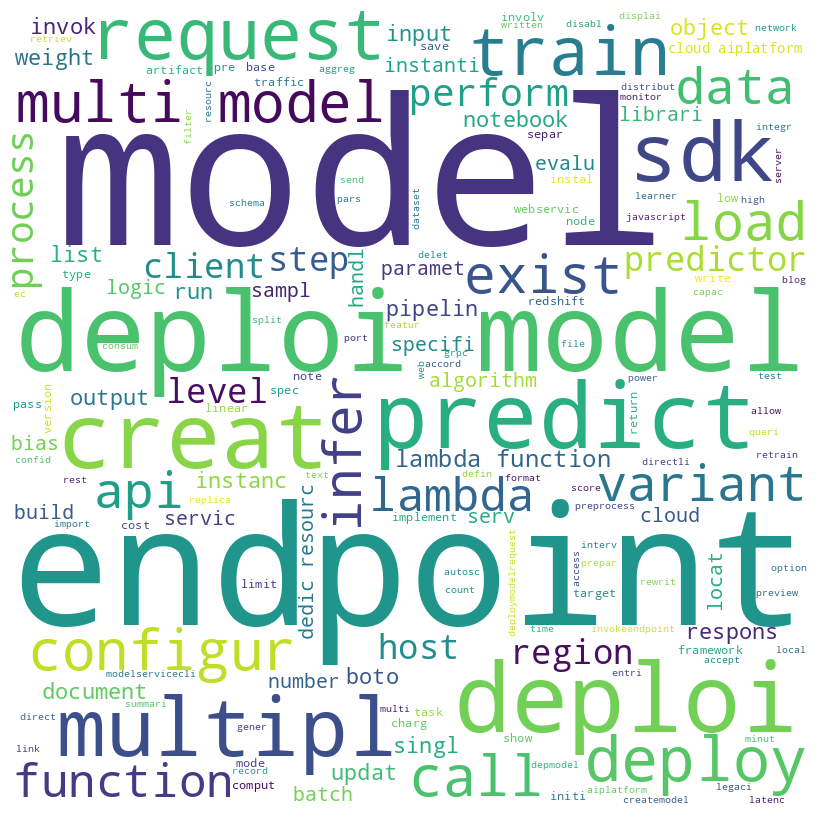 invok
retriev
request
involv
written
disabl
displai
network
object
cloud aiplatform
weight
artifact
pre
base
input
save
train
instanti
traffic
aggreg
resourc
multi
model
perform
distribut
monitor
data
notebook
librari
filter
separ
integr
process
model
sdk
evalu
instal
server
send
pars
schema
dataset
webservic
node
learner
javascript
low
high
load
list
type
client
step
handl
paramet
exist
predictor
write
capac
blog
ec
logic
run
sampl
pipelin
redshift
deploi
model
split
featur
port
specifi
file
consum
grpc
web
accord
power
test
note
level
infer
algorithm
pass
version
output
linear
spec
creat
predict
return
allow
queri
bias
confid
lambda function
directli
retrain
rest
api
instanc
text
defin
format
lambda
score
variant
replica
preprocess
build
import
cost
servic
implement
serv
cloud
endpoint
dedic resourc
limit
autosc
count
deploymodelrequest
interv
access
prepar
target
rewrit
locat
option
preview
configur
host
time
invokeendpoint
region
respons
framework
accept
local
document
modelservicecli
number
boto
entri
direct
summari
multipl
gener
multi
charg
task
singl
show
deploi
minut
link
mode
function
record
comput
updat
batch
call
depmodel
initi
deploy
aiplatform
createmodel
legaci
latenc